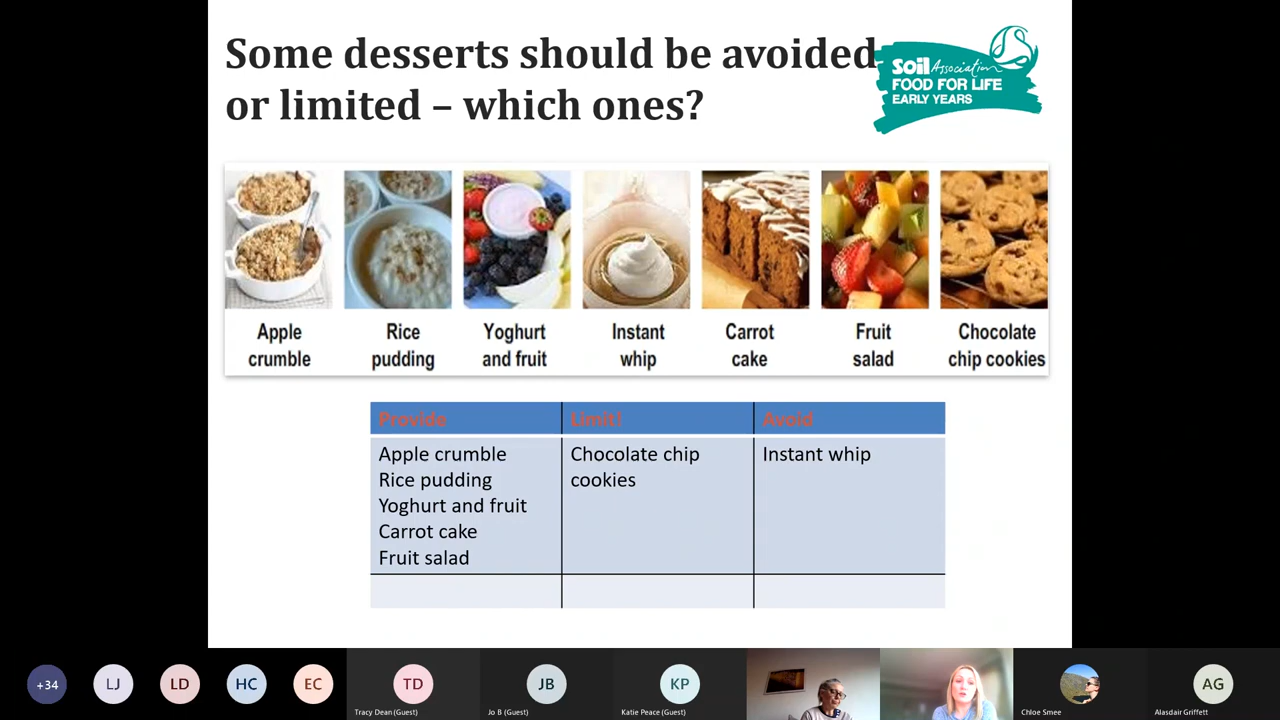 Some desserts should be avoided
or limited – which ones?
soil Association
FOOD FOR LIFE
EARLY YEARS
Apple
crumble
Rice
pudding
Yoghurt
and fruit
Instant
whip
Carrot
cake
Fruit
salad
Chocolate
chip cookies
Provide
Limit!
Avoid
Apple crumble
Rice pudding
Yoghurt and fruit
Carrot cake
Fruit salad
Chocolate chip
cookies
Instant whip
+34
LJ
LD
HC
EC
TD
Tracy Dean (Guest)
JB
Jo B (Guest)
KP
Katie Peace (Guest)
Chloe Smee
AG
Alasdair Griffett